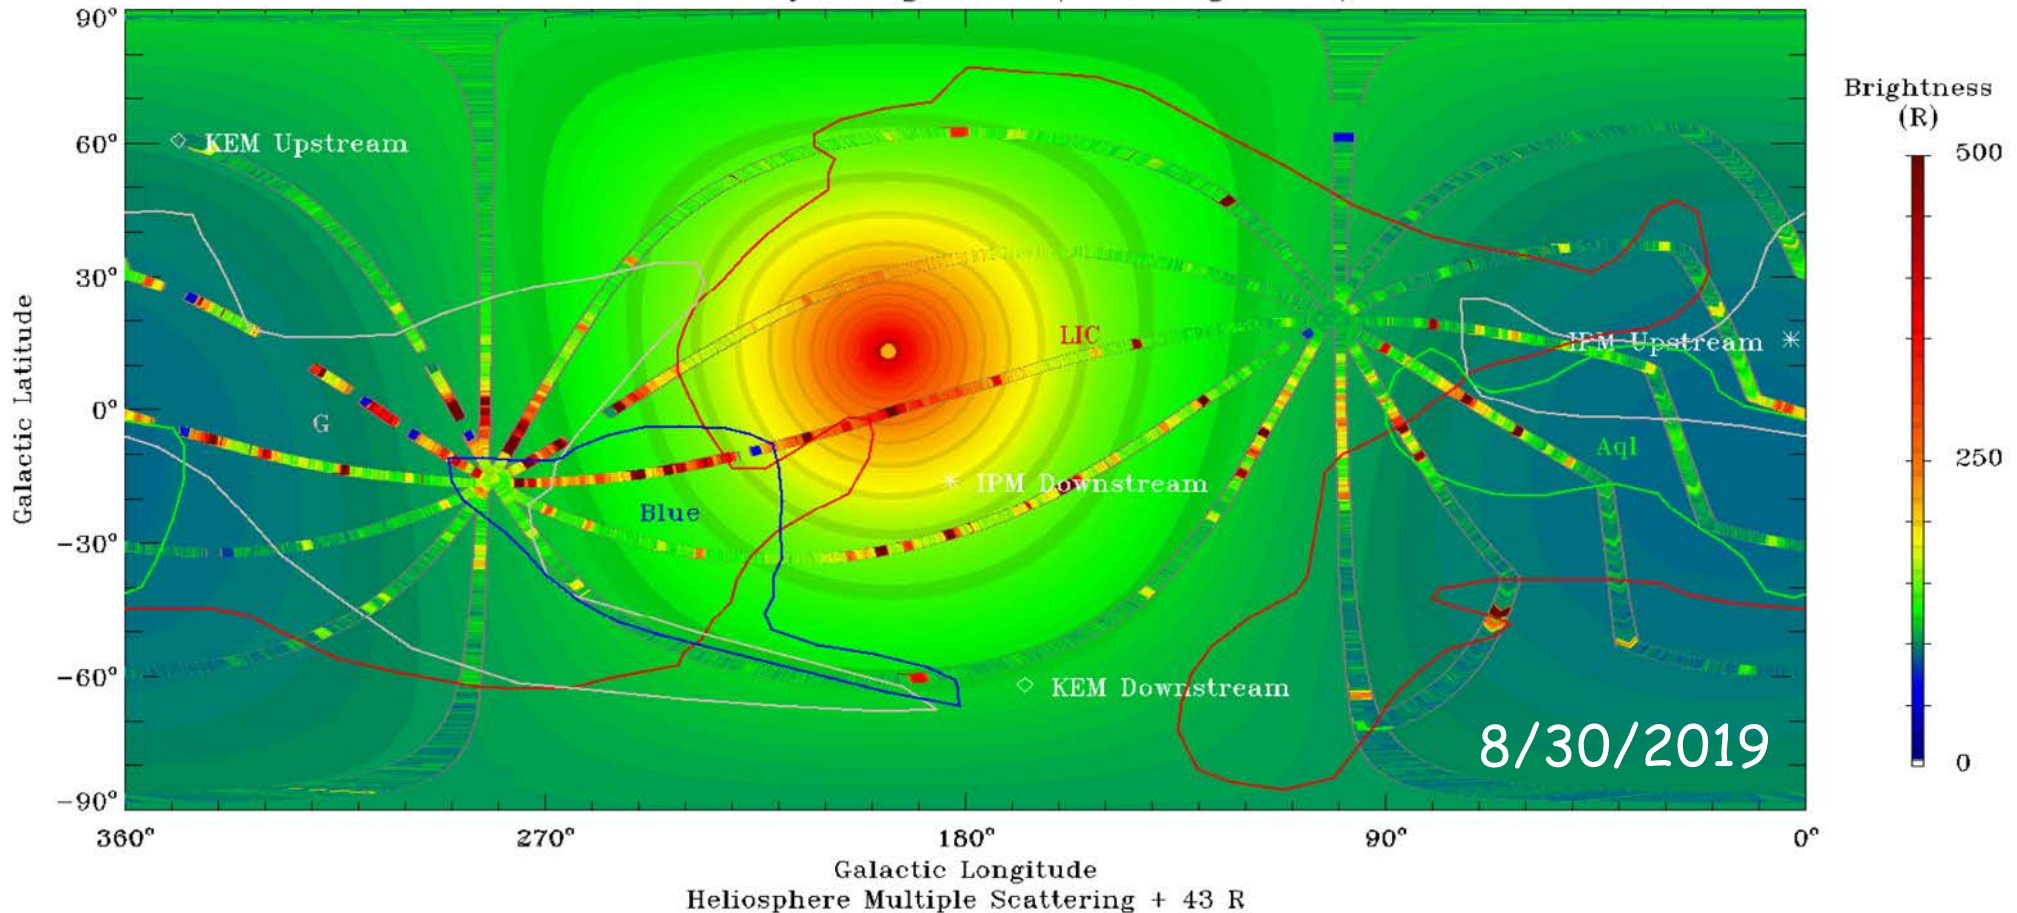 90°
60°
30°
0°
-30°
-60°
-90°
Galactic Latitude
KEM Upstream
G
Blue
LIC
IPM Downstream
KEM Downstream
IPM Upstream
Aql
8/30/2019
Brightness
(R)
500
250
0
360°
270°
180°
90°
0°
Galactic Longitude
Heliosphere Multiple Scattering + 43 R